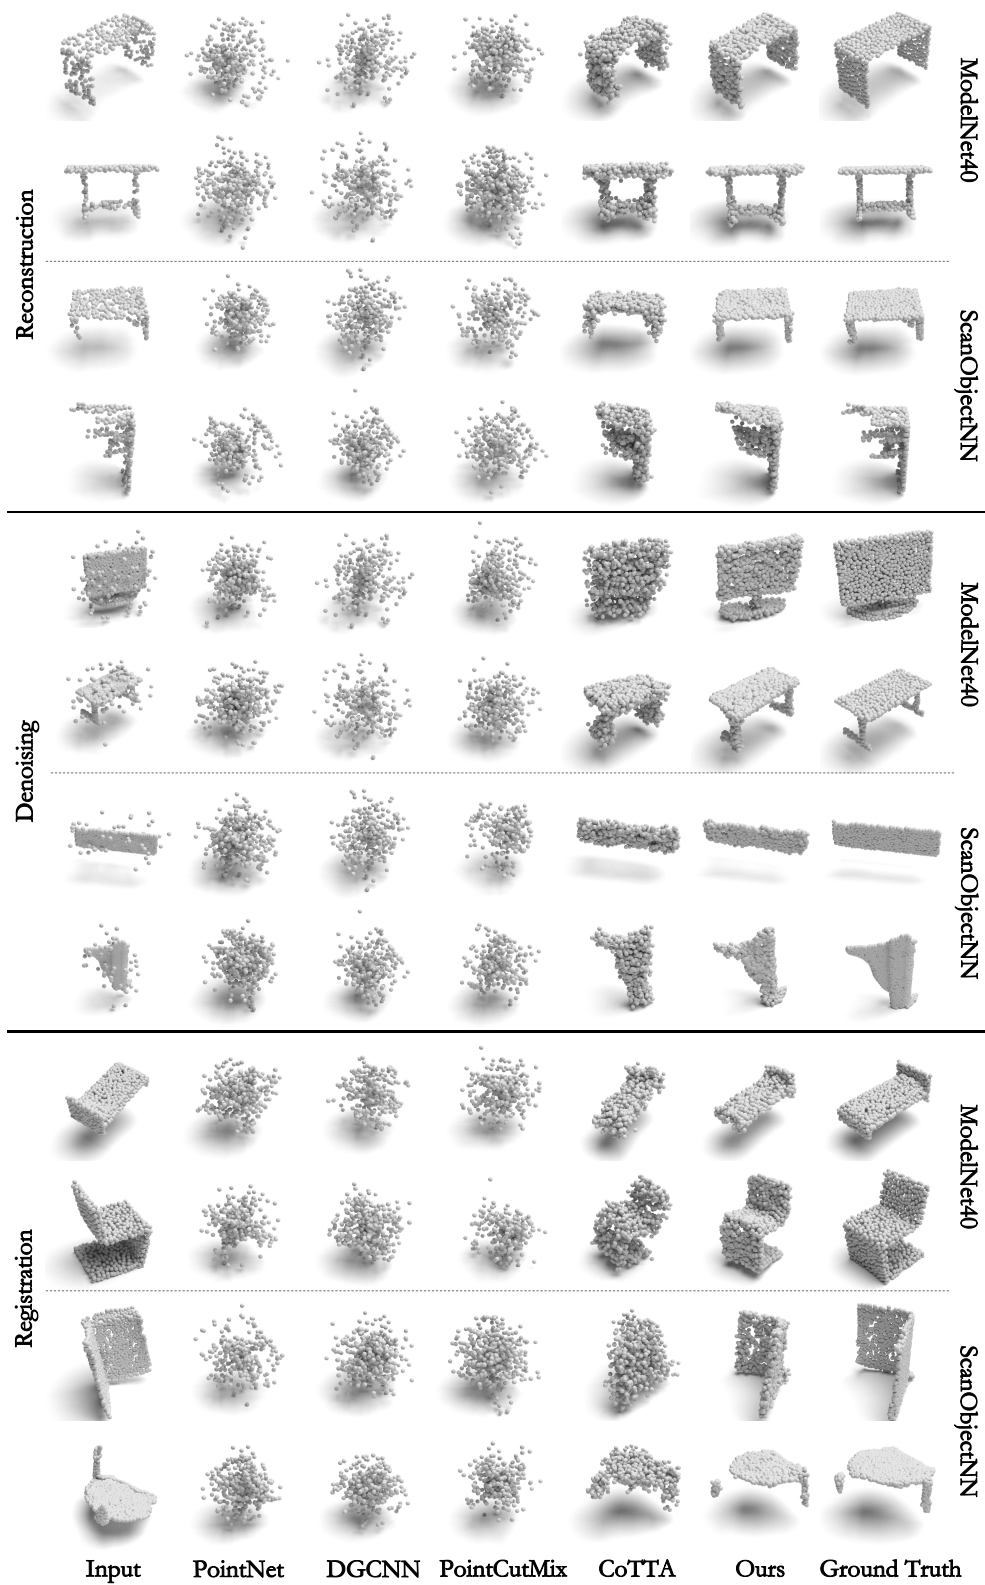 Reconstruction
ModelNet40
ScanObjectNN
Denoising
ModelNet40
ScanObjectNN
Registration
ModelNet40
ScanObjectNN
Input PointNet DGCNN PointCutMix CoTTA Ours Ground Truth